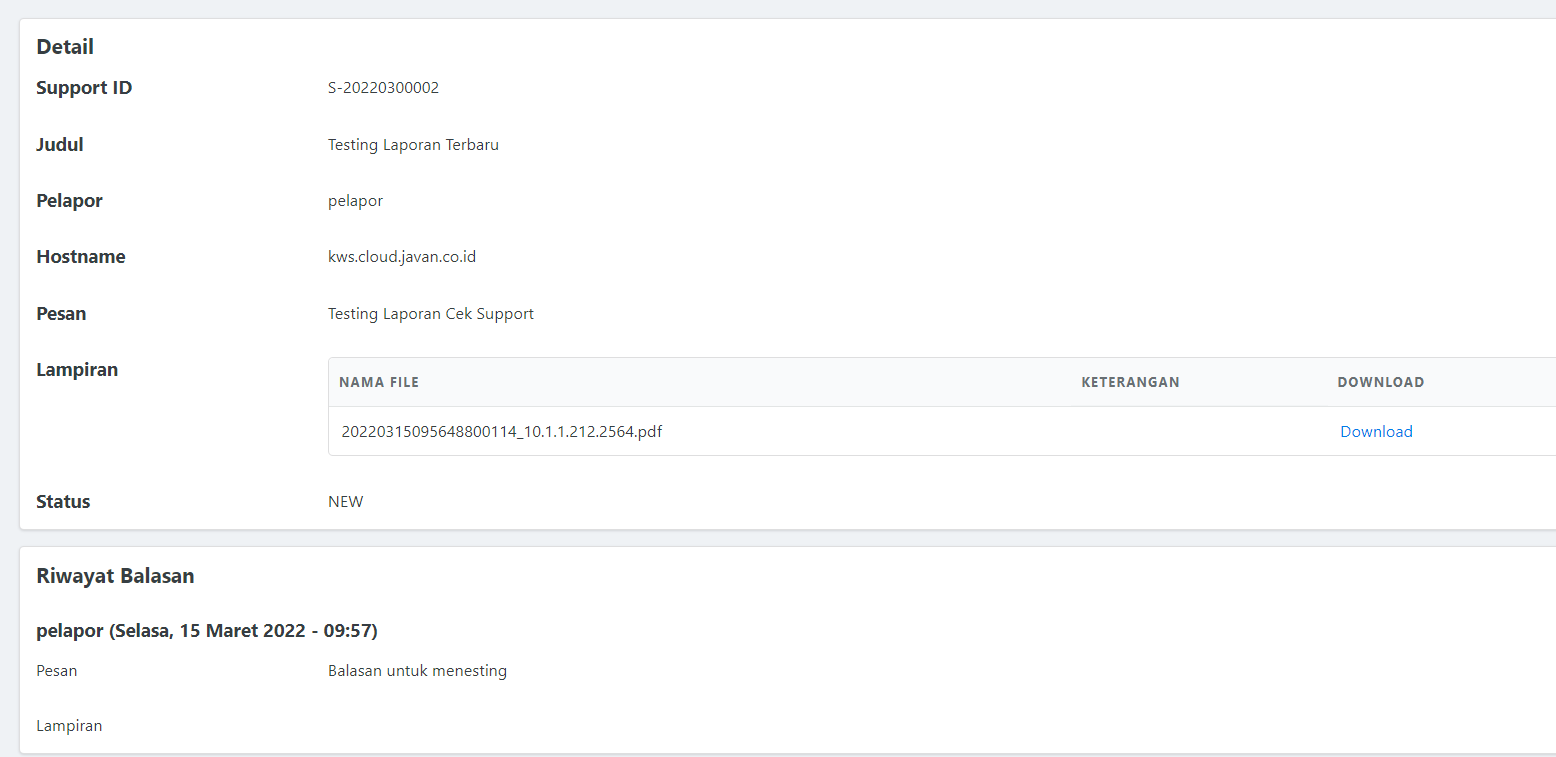 Detail
Support ID S-20220300002
Judul Testing Laporan Terbaru
Pelapor pelapor
Hostname kws.cloud.javan.co.id
Pesan Testing Laporan Cek Support
Lampiran
NAMA FILE KETERANGAN DOWNLOAD
20220315095648800114_10.1.1.212.2564.pdf Download
Status NEW
Riwayat Balasan
pelapor (Selasa, 15 Maret 2022 - 09:57)
Pesan Balasan untuk menesting
Lampiran